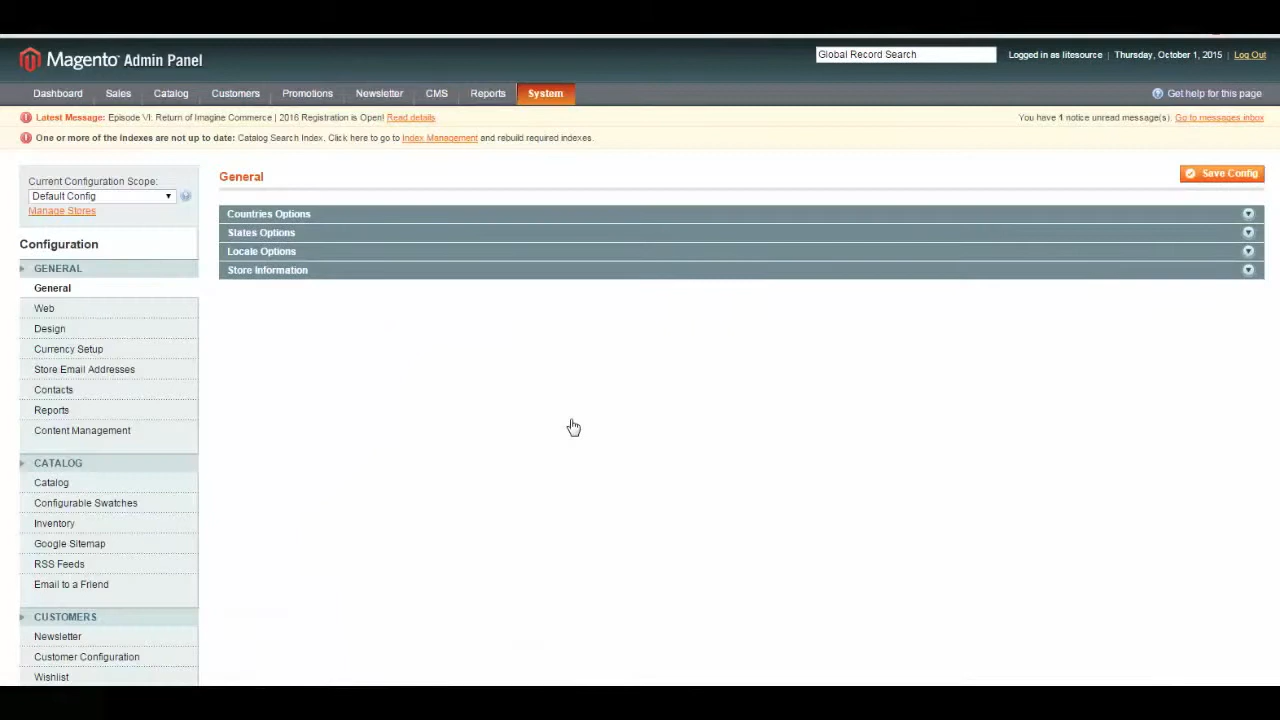 Magento Admin Panel
Global Record Search
Logged in as litesource | Thursday, October 1, 2015 | Log Out
Dashboard Sales Catalog Customers Promotions Newsletter CMS Reports System
Get help for this page
Latest Message: Episode VI: Return of Imagine Commerce | 2016 Registration is Open! Read details
You have 1 notice unread message(s). Go to messages inbox
One or more of the indexes are not up to date: Catalog Search Index. Click here to go to Index Management and rebuild required indexes.
Current Configuration Scope:
Default Config
Manage Stores
Configuration
GENERAL
General
Web
Design
Currency Setup
Store Email Addresses
Contacts
Reports
Content Management
CATALOG
Catalog
Configurable Swatches
Inventory
Google Sitemap
RSS Feeds
Email to a Friend
CUSTOMERS
Newsletter
Customer Configuration
Wishlist
General
Save Config
Countries Options
States Options
Locale Options
Store Information